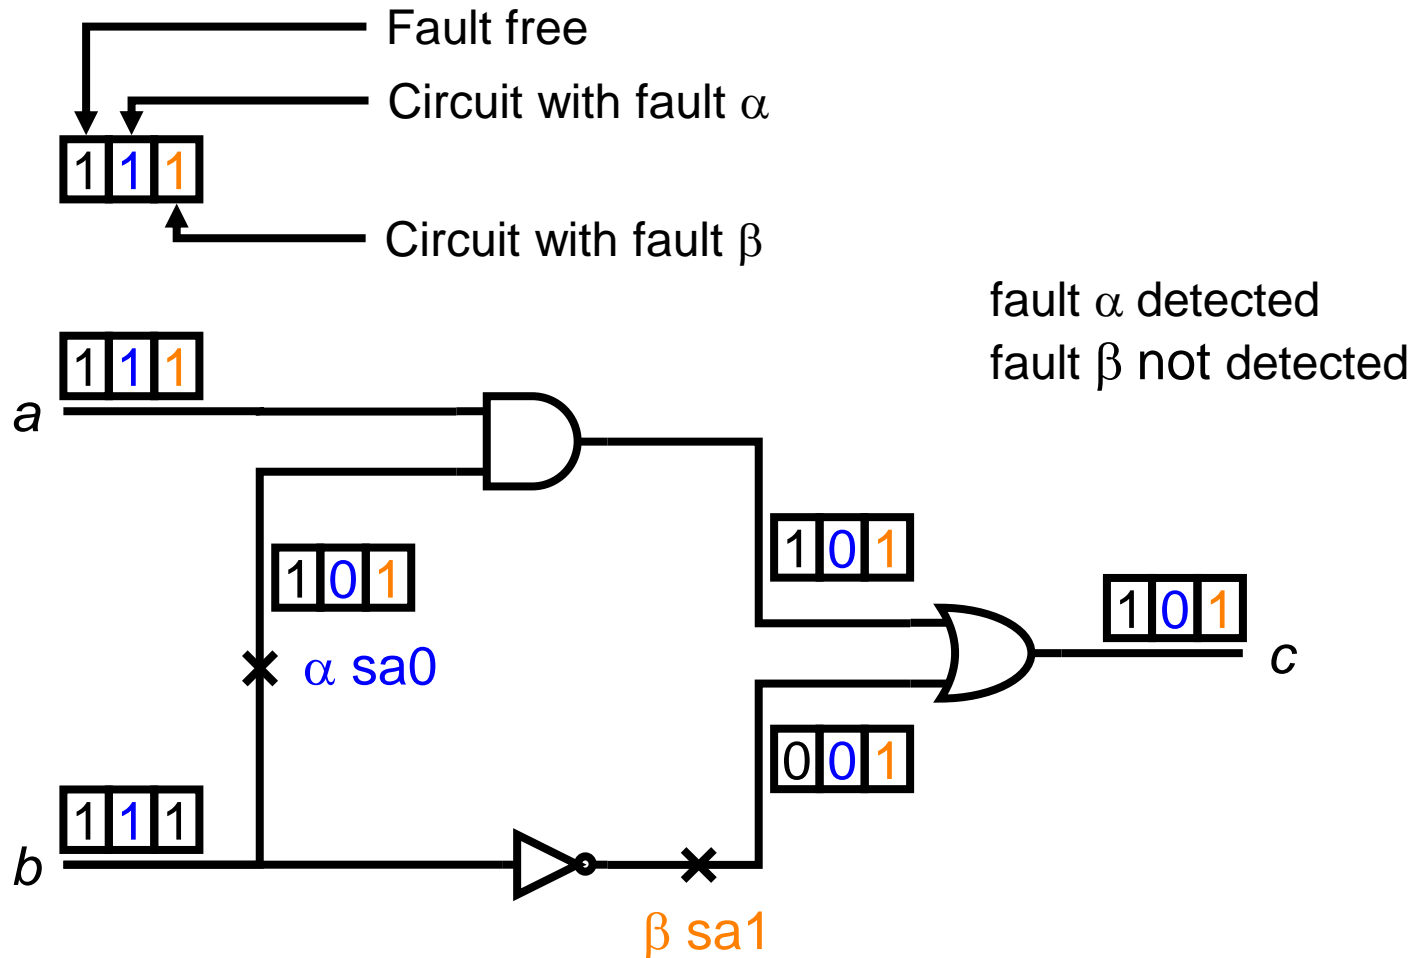 Fault free
Circuit with fault α
1 1 1
Circuit with fault β
fault α detected
fault β not detected
1 1 1
a
1 0 1
1 0 1
1 0 1
α sa0
c
0 0 1
1 1 1
b
β sa1